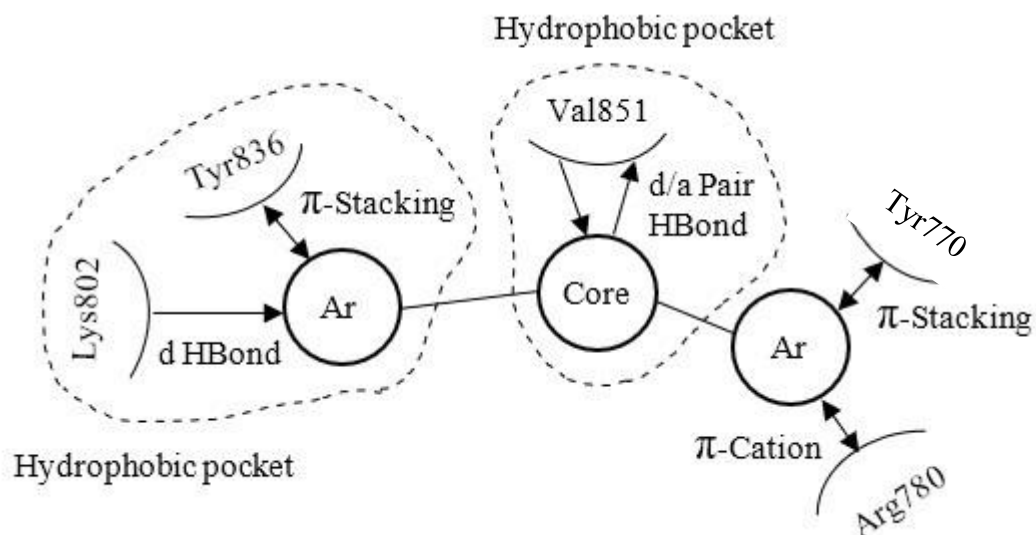 Hydrophobic pocket
Val851
Tyr836
d/a Pair
HBond
π-Stacking
Tyr770
Lys802
Ar
Core
π-Stacking
d HBond
Ar
π-Cation
Hydrophobic pocket
Arg780